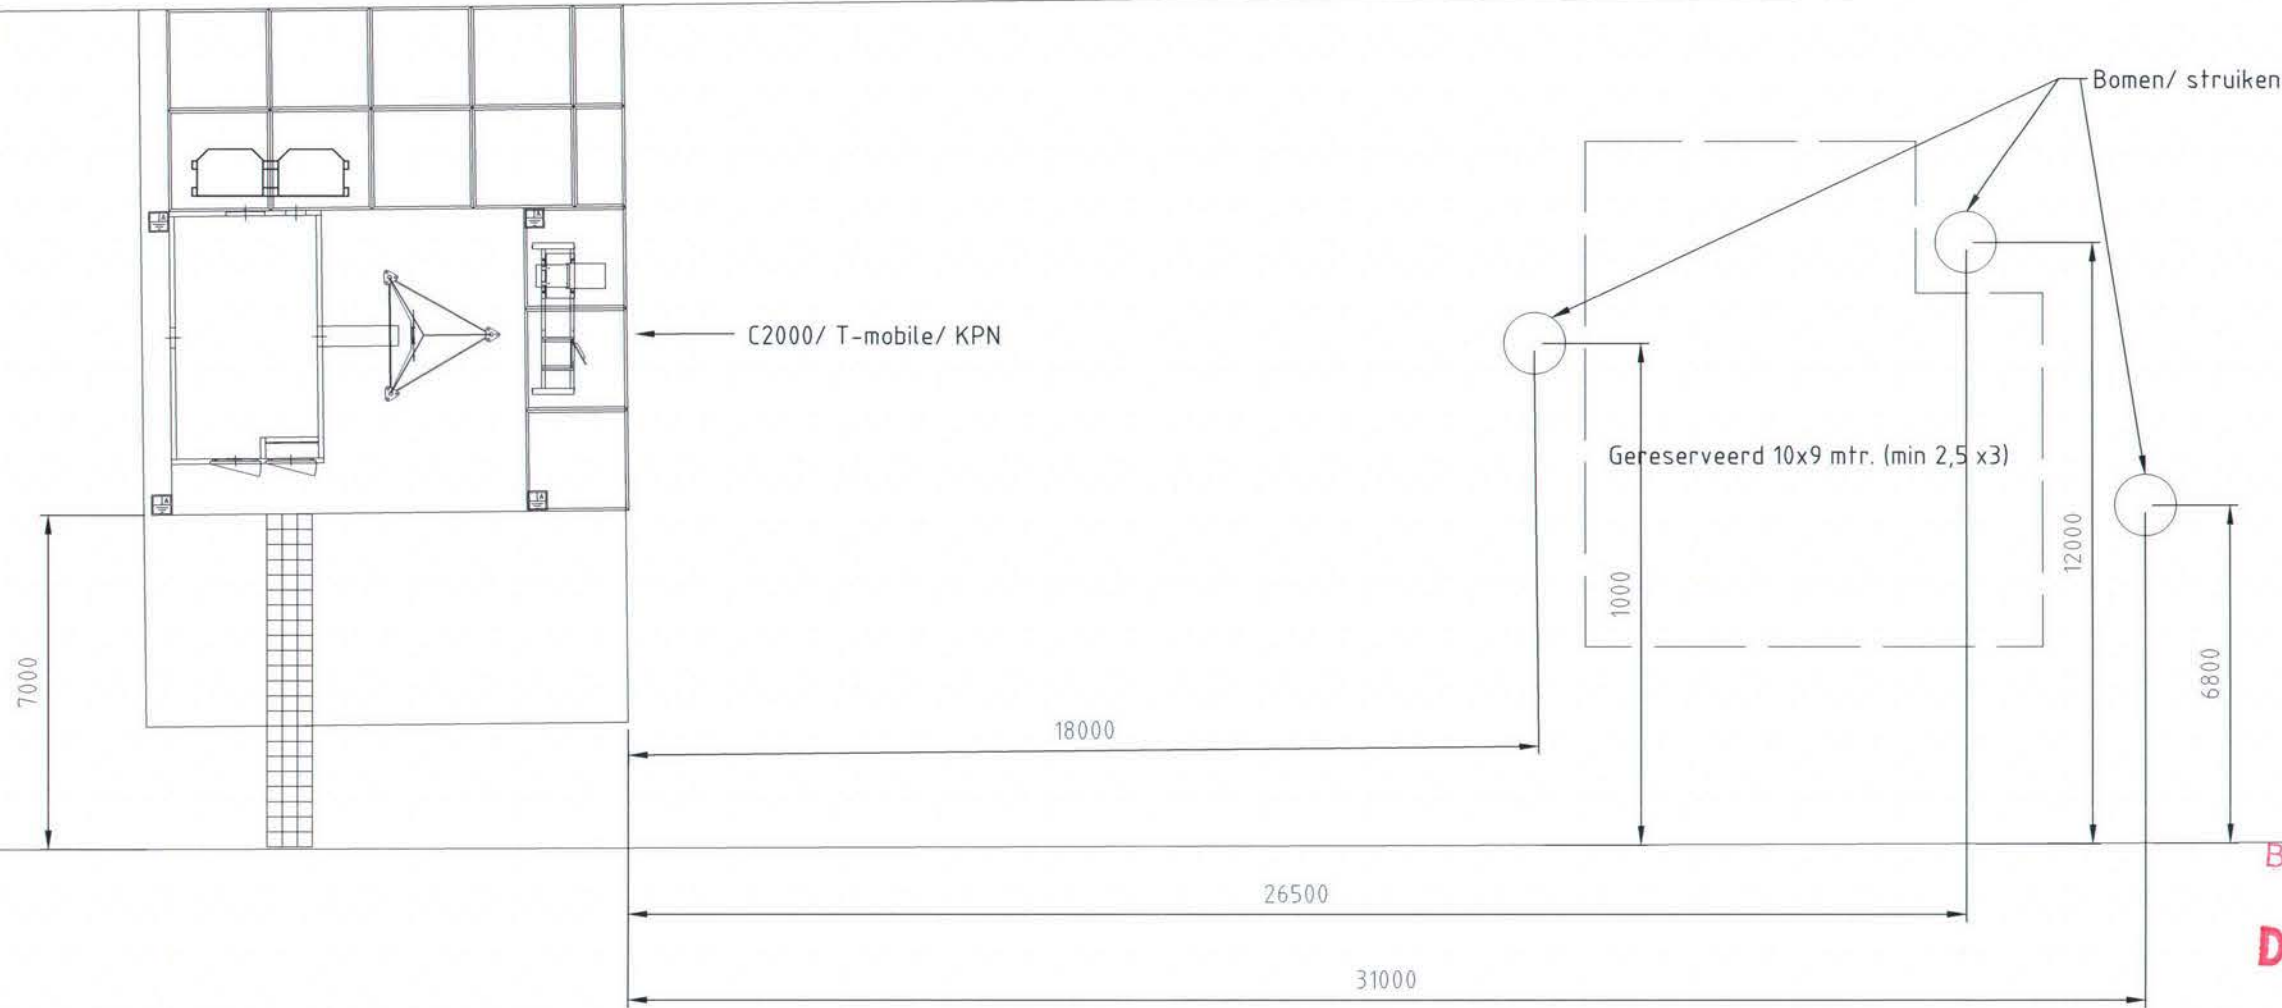 Bomen/ struiken
C2000/ T-mobile/ KPN
Gereserveerd 10x9 mtr. (min 2,5 x3)
12000
1000
7000
6800
18000
B
26500
D
31000